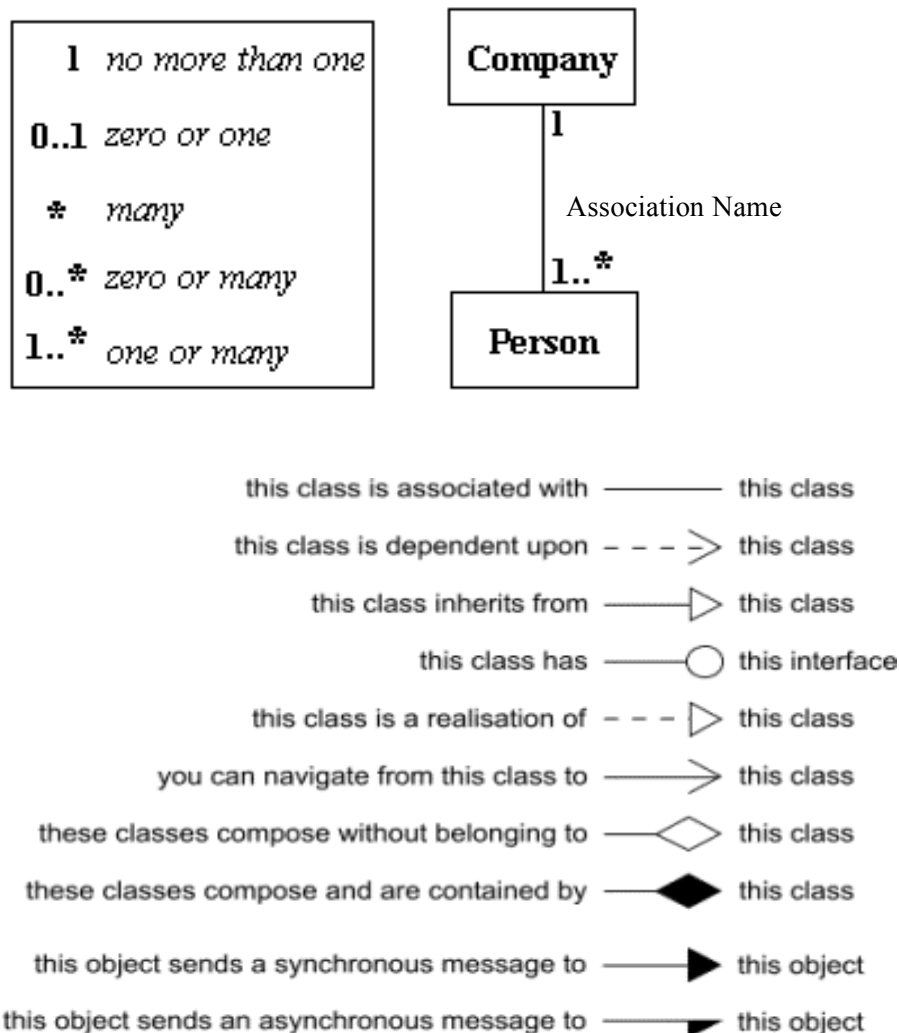 1 no more than one
0..1 zero or one
* many
0..* zero or many
1..* one or many
Company
1
Association Name
1..*
Person
this class is associated with this class
this class is dependent upon this class
this class inherits from this class
this class has this interface
this class is a realisation of this class
you can navigate from this class to this class
these classes compose without belonging to this class
these classes compose and are contained by this class
this object sends a synchronous message to this object
this object sends an asynchronous message to this object